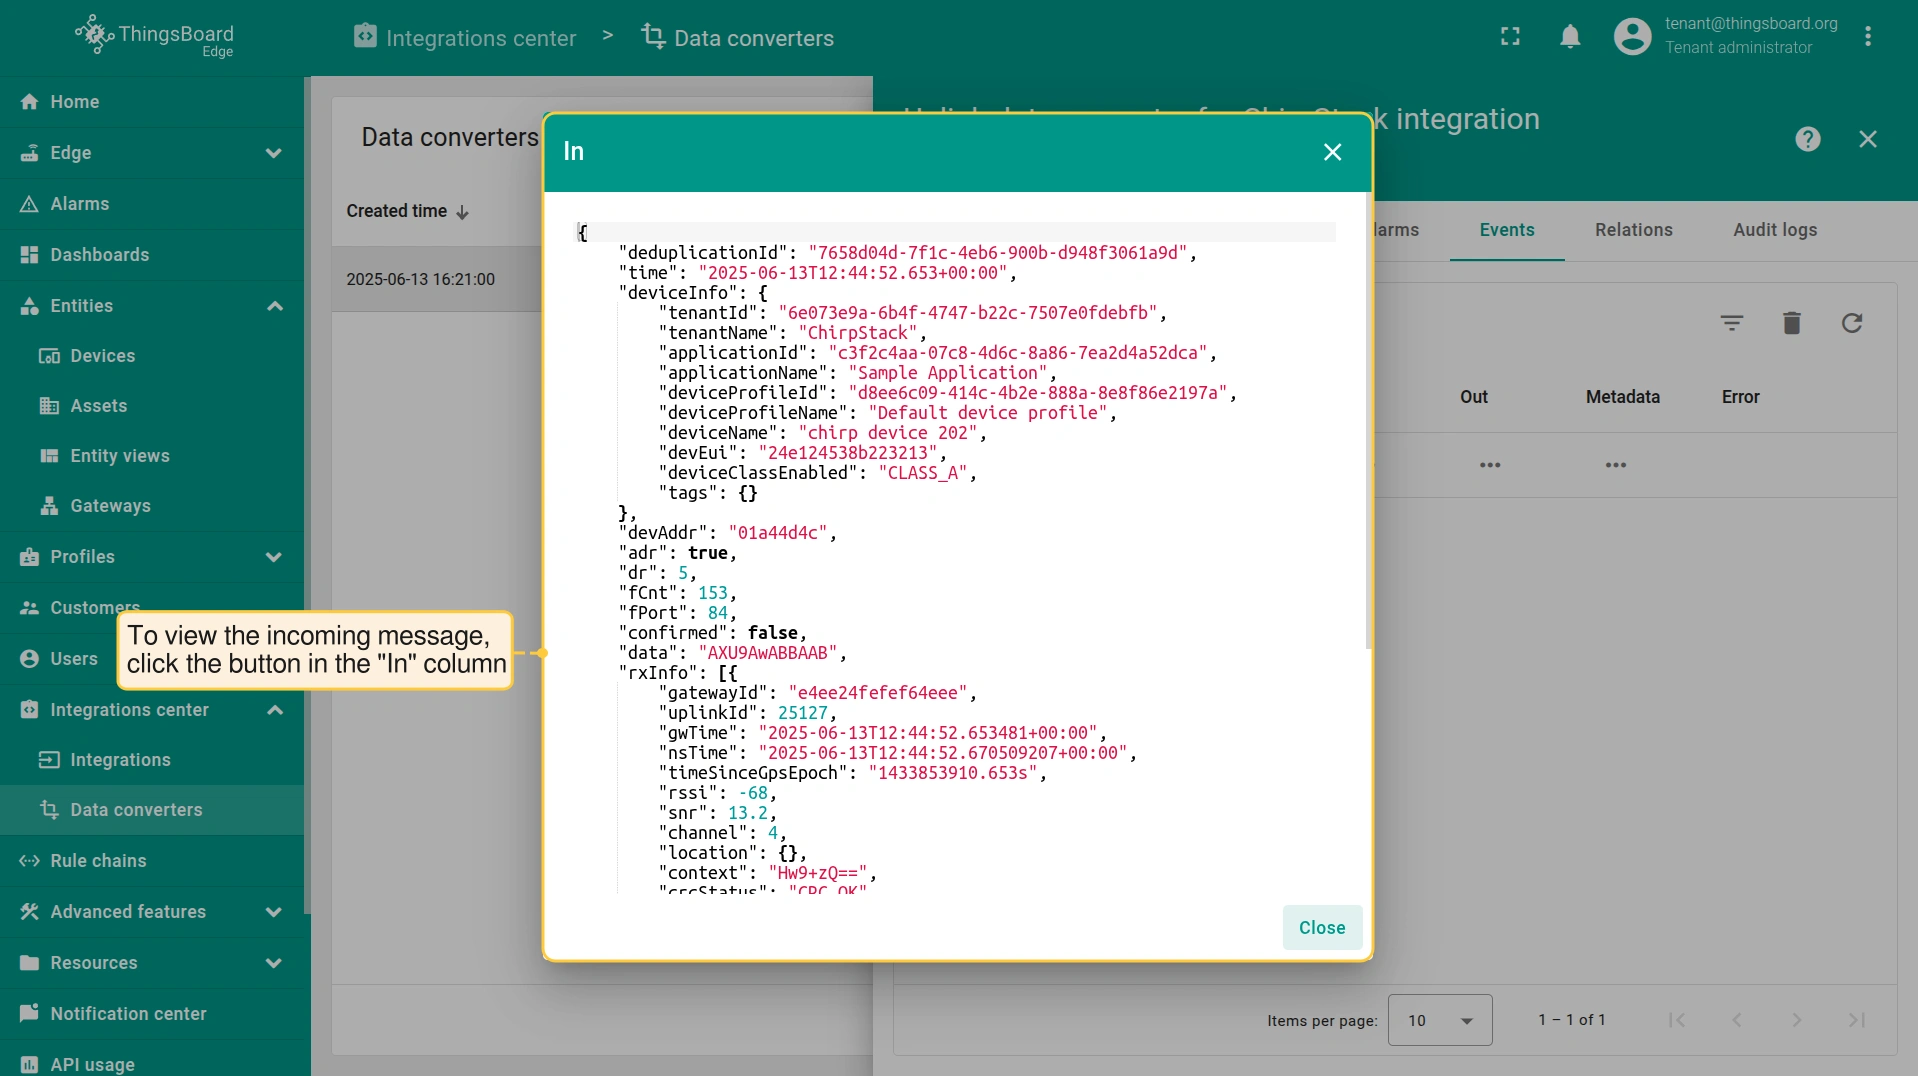 ThingsBoard
Edge
Integrations center > Data converters
tenant@thingsboard.org
Tenant administrator
Home
Edge
Alarms
Dashboards
Entities
Devices
Assets
Entity views
Gateways
Profiles
Customers
Users
Integrations center
Integrations
Data converters
Rule chains
Advanced features
Resources
Notification center
API usage
Data converters
Created time
2025-06-13 16:21:00
k integration
larms
Events
Relations
Audit logs
Out
Metadata
Error
Items per page: 10
1 – 1 of 1
To view the incoming message,
click the button in the "In" column
In
{
"deduplicationId": "7658d04d-7f1c-4eb6-900b-d948f3061a9d",
"time": "2025-06-13T12:44:52.653+00:00",
"deviceInfo": {
"tenantId": "6e073e9a-6b4f-4747-b22c-7507e0fdebfb",
"tenantName": "ChirpStack",
"applicationId": "c3f2c4aa-07c8-4d6c-8a86-7ea2d4a52dca",
"applicationName": "Sample Application",
"deviceProfileId": "d8ee6c09-414c-4b2e-888a-8e8f86e2197a",
"deviceProfileName": "Default device profile",
"deviceName": "chirp device 202",
"devEui": "24e124538b223213",
"deviceClassEnabled": "CLASS_A",
"tags": {}
},
"devAddr": "01a44d4c",
"adr": true,
"dr": 5,
"fCnt": 153,
"fPort": 84,
"confirmed": false,
"data": "AXU9AwABBAAB",
"rxInfo": [{
"gatewayId": "e4ee24fefef64eee",
"uplinkId": 25127,
"gwTime": "2025-06-13T12:44:52.653481+00:00",
"nsTime": "2025-06-13T12:44:52.670509207+00:00",
"timeSinceGpsEpoch": "1433853910.653s",
"rssi": -68,
"snr": 13.2,
"channel": 4,
"location": {},
"context": "Hw9+zQ==",
"crcStatus": "CRC_OK"
Close